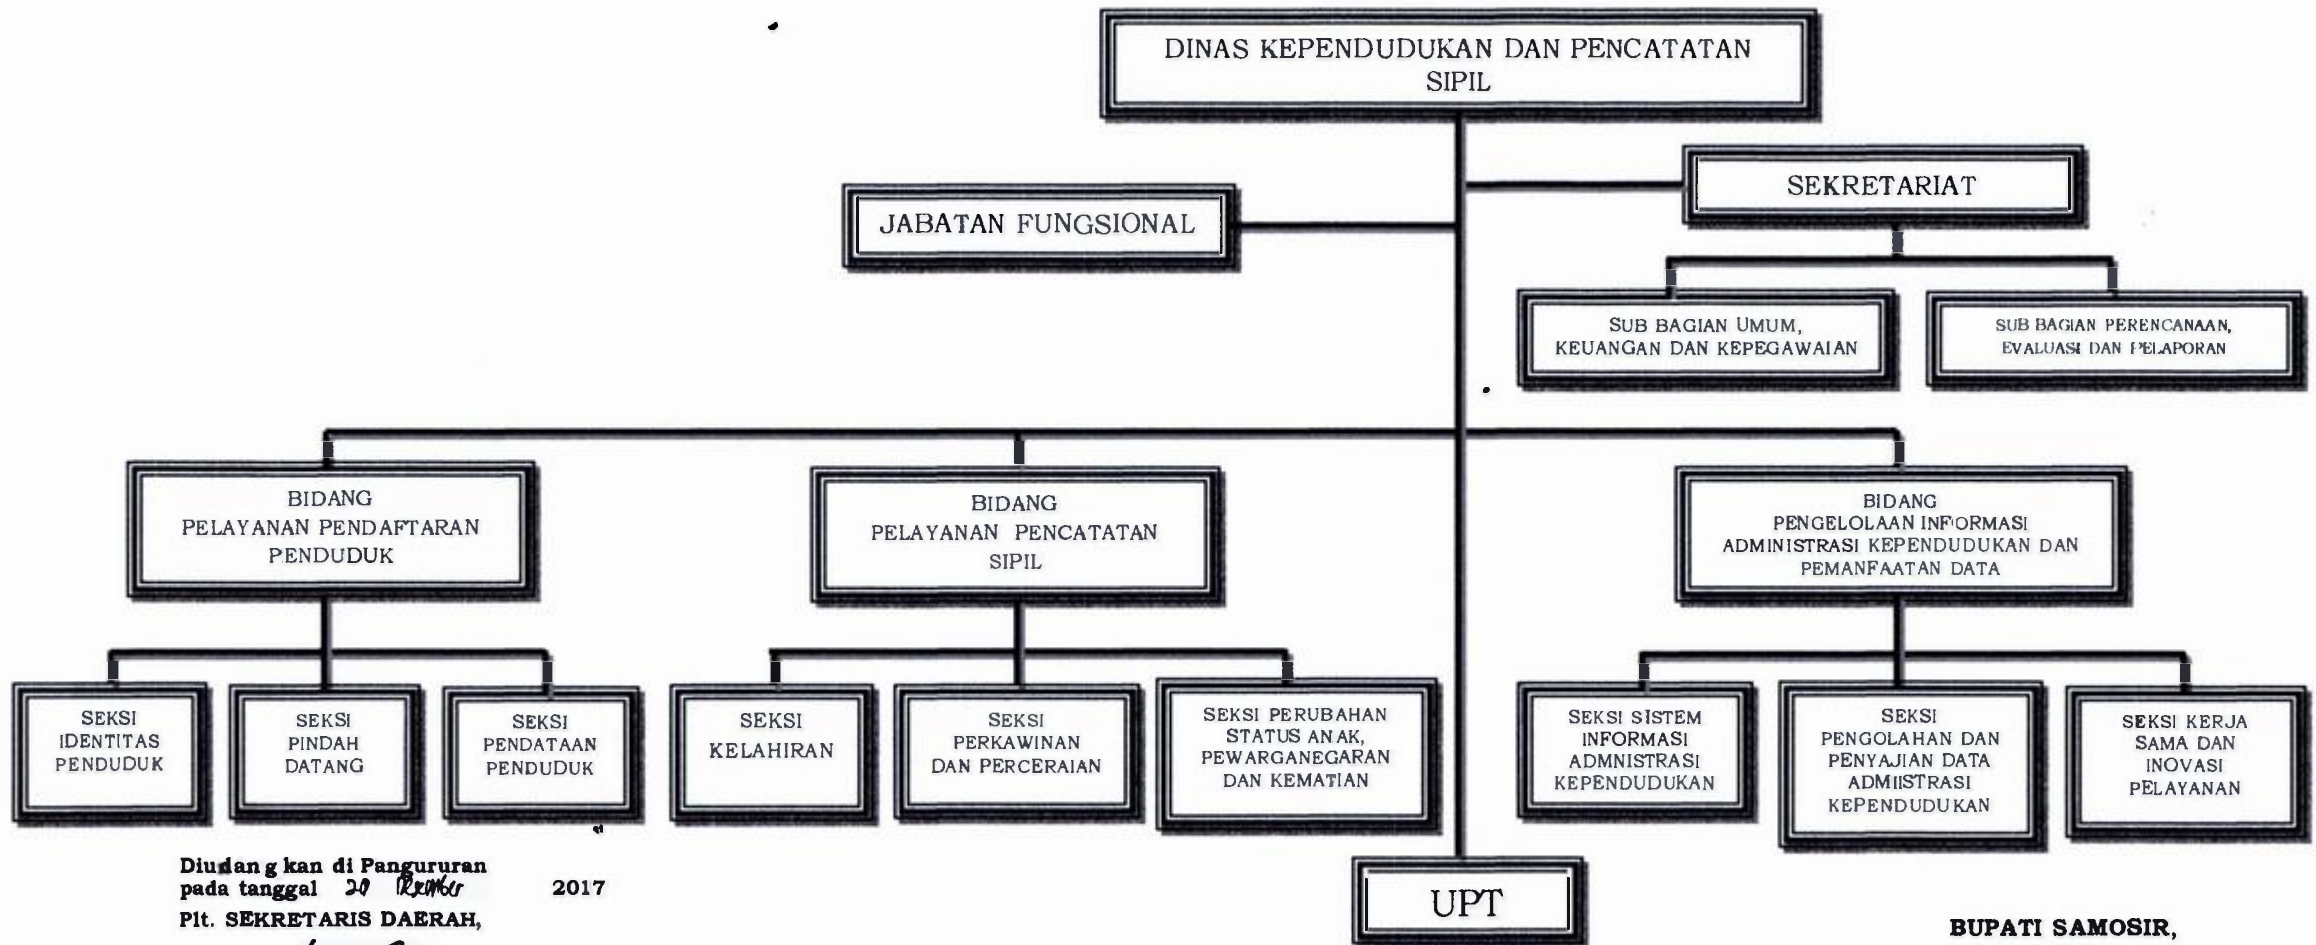 DINAS KEPENDUDUKAN DAN PENCATATAN
SIPIL
SEKRETARIAT
JABATAN FUNGSIONAL
SUB BAGIAN UMUM,
KEUANGAN DAN KEPEGAWAIAN
SUB BAGIAN PERENCANAAN,
EVALUASI DAN PELAPORAN
BIDANG
PELAYANAN PENDAFTARAN
PENDUDUK
BIDANG
PELAYANAN PENCATATAN
SIPIL
BIDANG
PENGELOLAAN INFORMASI
ADMINISTRASI KEPENDUDUKAN DAN
PEMANFAATAN DATA
SEKSI
IDENTITAS
PENDUDUK
SEKSI
PINDAH
DATANG
SEKSI
PENDATAAN
PENDUDUK
SEKSI
KELAHIRAN
SEKSI
PERKAWINAN
DAN PERCERAIAN
SEKSI PERUBAHAN
STATUS ANAK,
PEWARGANEGARAN
DAN KEMATIAN
SEKSI SISTEM
INFORMASI
ADMNISTRASI
KEPENDUDUKAN
SEKSI
PENGOLAHAN DAN
PENYAJIAN DATA
ADMIISTRASI
KEPENDUDUKAN
SEKSI KERJA
SAMA DAN
INOVASI
PELAYANAN
UPT
Diundangkan di Pangururan
pada tanggal 20 Desember 2017
Plt. SEKRETARIS DAERAH,
BUPATI SAMOSIR,